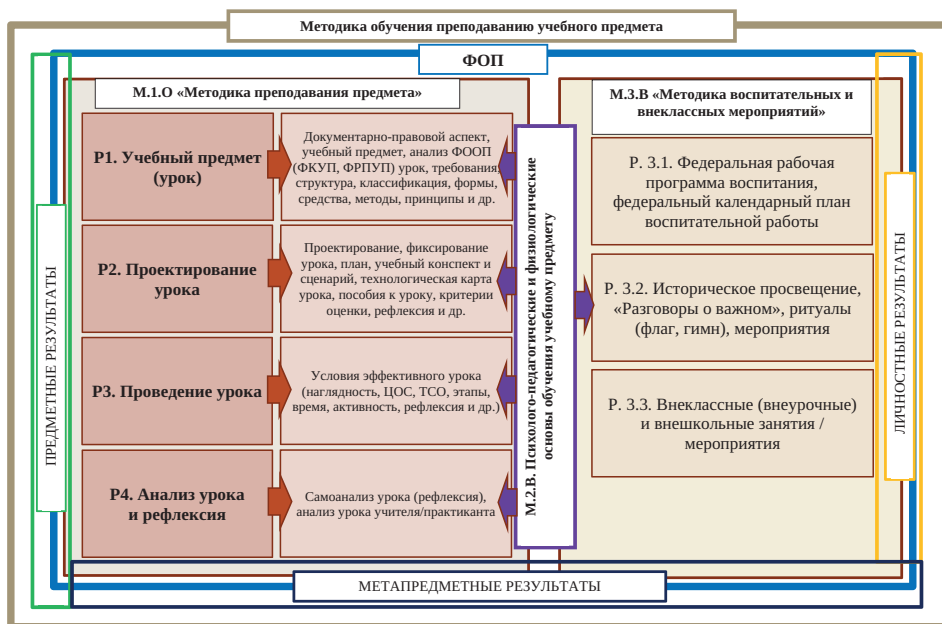 Методика обучения преподаванию учебного предмета
ФОП
М.1.О «Методика преподавания предмета»
Р1. Учебный предмет
(урок)
Документарно-правовой аспект,
учебный предмет, анализ ФООП
(ФКУП, ФРПУП) урок, требования,
структура, классификация, формы,
средства, методы, принципы и др.
Р2. Проектирование
урока
Проектирование, фиксирование
урока, план, учебный конспект и
сценарий, технологическая карта
урока, пособия к уроку, критерии
оценки, рефлексия и др.
Р3. Проведение урока
Условия эффективного урока
(наглядность, ЦОС, ТСО, этапы,
время, активность, рефлексия и др.)
Р4. Анализ урока
и рефлексия
Самоанализ урока (рефлексия),
анализ урока учителя/практиканта
М.2.В. Психолого-педагогические и физиологические
основы обучения учебному предмету
М.3.В «Методика воспитательных и
внеклассных мероприятий»
Р. 3.1. Федеральная рабочая
программа воспитания,
федеральный календарный план
воспитательной работы
Р. 3.2. Историческое просвещение,
«Разговоры о важном», ритуалы
(флаг, гимн), мероприятия
Р. 3.3. Внеклассные (внеурочные)
и внешкольные занятия /
мероприятия
ПРЕДМЕТНЫЕ РЕЗУЛЬТАТЫ
ЛИЧНОСТНЫЕ РЕЗУЛЬТАТЫ
МЕТАПРЕДМЕТНЫЕ РЕЗУЛЬТАТЫ